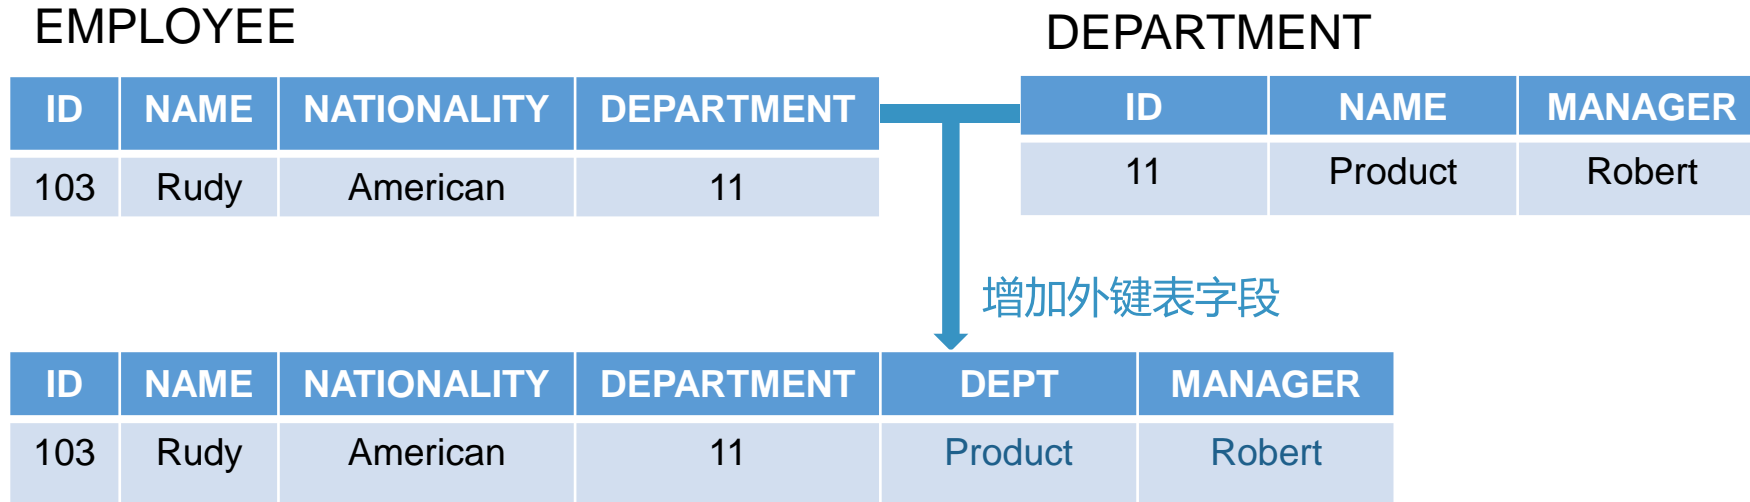 EMPLOYEE
ID NAME NATIONALITY DEPARTMENT
103 Rudy American 11
DEPARTMENT
ID NAME MANAGER
11 Product Robert
增加外键表字段
ID NAME NATIONALITY DEPARTMENT DEPT MANAGER
103 Rudy American 11 Product Robert